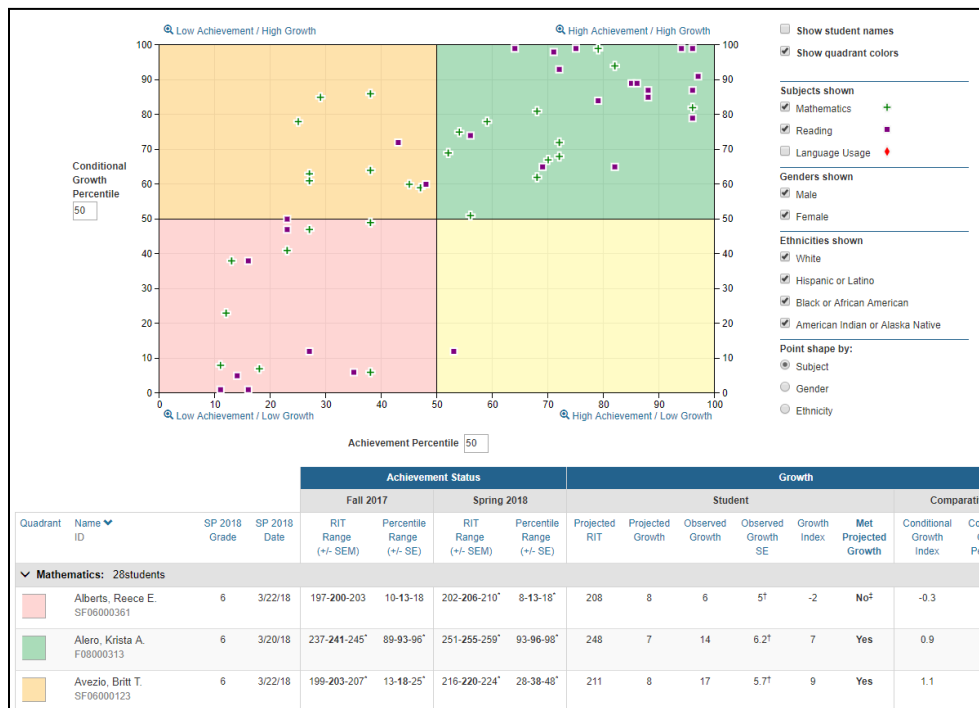 Low Achievement / High Growth
High Achievement / High Growth
100
90
80
70
60
50
40
30
20
10
0
100
90
80
70
60
50
40
30
20
10
0
0
10
20
30
40
50
60
70
80
90
100
Conditional
Growth
Percentile
50
Low Achievement / Low Growth
High Achievement / Low Growth
Achievement Percentile 50
Show student names
Show quadrant colors
Subjects shown
Mathematics
Reading
Language Usage
Genders shown
Male
Female
Ethnicities shown
White
Hispanic or Latino
Black or African American
American Indian or Alaska Native
Point shape by:
Subject
Gender
Ethnicity
Achievement Status Growth
Fall 2017 Spring 2018 Student
Quadrant Name SP 2018 SP 2018 RIT Percentile RIT Percentile Projected Projected Observed Observed Growth Met Conditional
ID Grade Date Range Range Range Range RIT Growth Growth Growth Index Projected Growth
(+/- SEM) (+/- SE) (+/- SEM) (+/- SE) SE Growth Index
Mathematics: 28students
Alberts, Reece E. 6 3/22/18 197-200-203 10-13-18 202-206-210* 8-13-18* 208 8 6 5† -2 No‡ -0.3
SF06000361
Alero, Krista A. 6 3/20/18 237-241-245* 89-93-96* 251-255-259* 93-96-98* 248 7 14 6.2† 7 Yes 0.9
F08000313
Avezio, Britt T. 6 3/22/18 199-203-207* 13-18-25* 216-220-224* 28-38-48* 211 8 17 5.7† 9 Yes 1.1
SF06000123